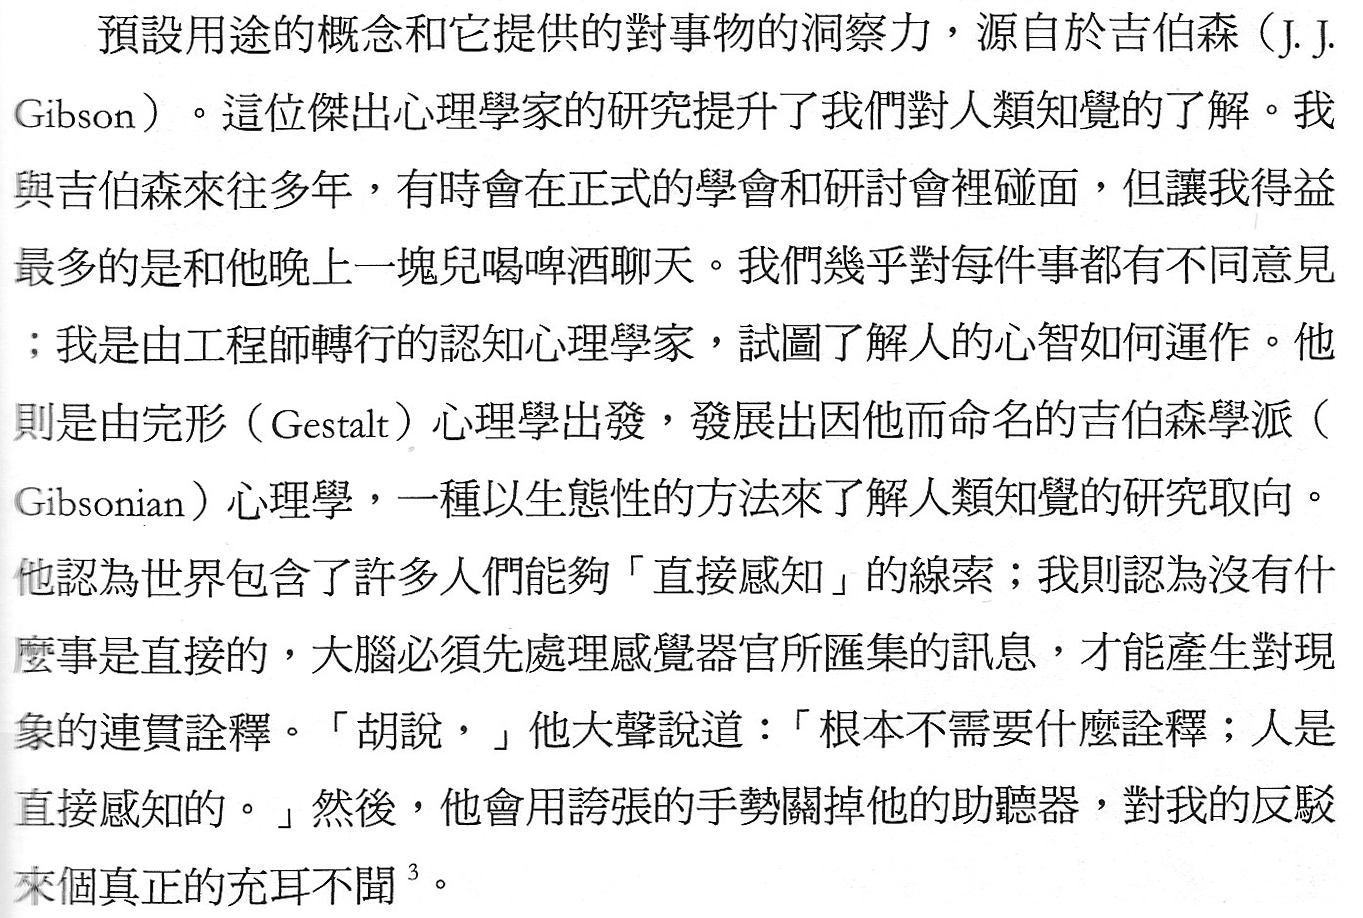 預設用途的概念和它提供的對事物的洞察力，源自於吉伯森（J. J.
Gibson）。這位傑出心理學家的研究提升了我們對人類知覺的了解。我
與吉伯森來往多年，有時會在正式的學會和研討會裡碰面，但讓我得益
最多的是和他晚上一塊兒喝啤酒聊天。我們幾乎對每件事都有不同意見
；我是由工程師轉行的認知心理學家，試圖了解人的心智如何運作。他
則是由完形（Gestalt）心理學出發，發展出因他而命名的吉伯森學派（
Gibsonian）心理學，一種以生態性的方法來了解人類知覺的研究取向。
他認為世界包含了許多人們能夠「直接感知」的線索；我則認為沒有什
麼事是直接的，大腦必須先處理感覺器官所匯集的訊息，才能產生對現
象的連貫詮釋。「胡說，」他大聲說道：「根本不需要什麼詮釋；人是
直接感知的。」然後，他會用誇張的手勢關掉他的助聽器，對我的反駁
來個真正的充耳不聞3。